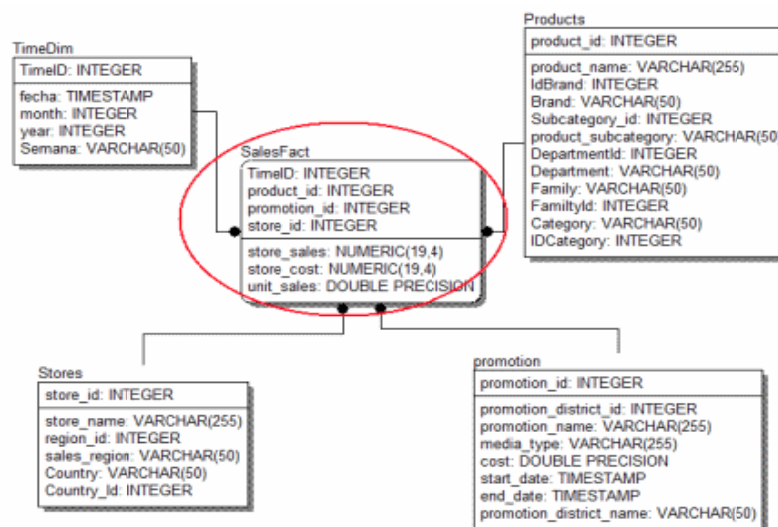 TimeDim
TimeID: INTEGER
fecha: TIMESTAMP
month: INTEGER
year: INTEGER
Semana: VARCHAR(50)
Products
product_id: INTEGER
product_name: VARCHAR(255)
IdBrand: INTEGER
Brand: VARCHAR(50)
Subcategory_id: INTEGER
product_subcategory: VARCHAR(50)
DepartmentId: INTEGER
Department: VARCHAR(50)
Family: VARCHAR(50)
FamiltyId: INTEGER
Category: VARCHAR(50)
IDCategory: INTEGER
SalesFact
TimeID: INTEGER
product_id: INTEGER
promotion_id: INTEGER
store_id: INTEGER
store_sales: NUMERIC(19,4)
store_cost: NUMERIC(19,4)
unit_sales: DOUBLE PRECISION
Stores
store_id: INTEGER
store_name: VARCHAR(255)
region_id: INTEGER
sales_region: VARCHAR(50)
Country: VARCHAR(50)
Country_Id: INTEGER
promotion
promotion_id: INTEGER
promotion_district_id: INTEGER
promotion_name: VARCHAR(255)
media_type: VARCHAR(255)
cost: DOUBLE PRECISION
start_date: TIMESTAMP
end_date: TIMESTAMP
promotion_district_name: VARCHAR(50)